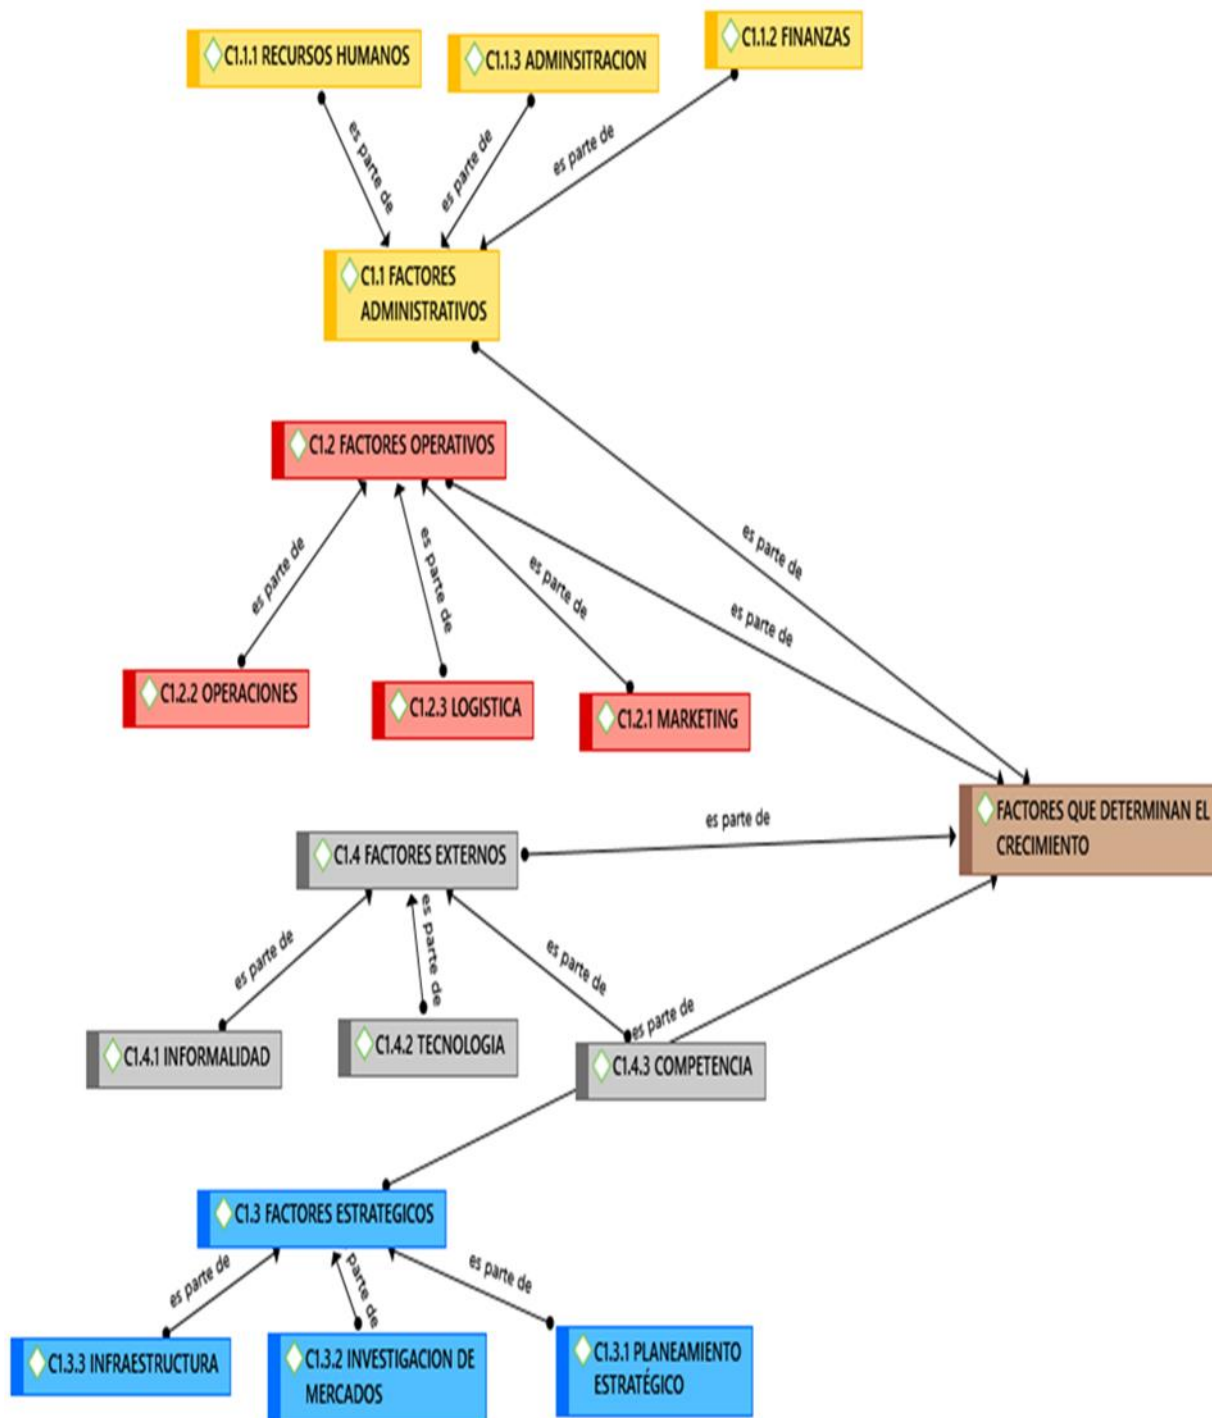 C1.1.1 RECURSOS HUMANOS
C1.1.3 ADMINSITRACION
C1.1.2 FINANZAS
es parte de
es parte de
es parte de
C1.1 FACTORES
ADMINISTRATIVOS
C1.2 FACTORES OPERATIVOS
es parte de
es parte de
es parte de
es parte de
es parte de
C1.2.2 OPERACIONES
C1.2.3 LOGISTICA
C1.2.1 MARKETING
FACTORES QUE DETERMINAN EL
CRECIMIENTO
es parte de
C1.4 FACTORES EXTERNOS
es parte de
es parte de
es parte de
es parte de
C1.4.1 INFORMALIDAD
C1.4.2 TECNOLOGIA
C1.4.3 COMPETENCIA
C1.3 FACTORES ESTRATEGICOS
es parte de
parte de
es parte de
C1.3.3 INFRAESTRUCTURA
C1.3.2 INVESTIGACION DE
MERCADOS
C1.3.1 PLANEAMIENTO
ESTRATÉGICO